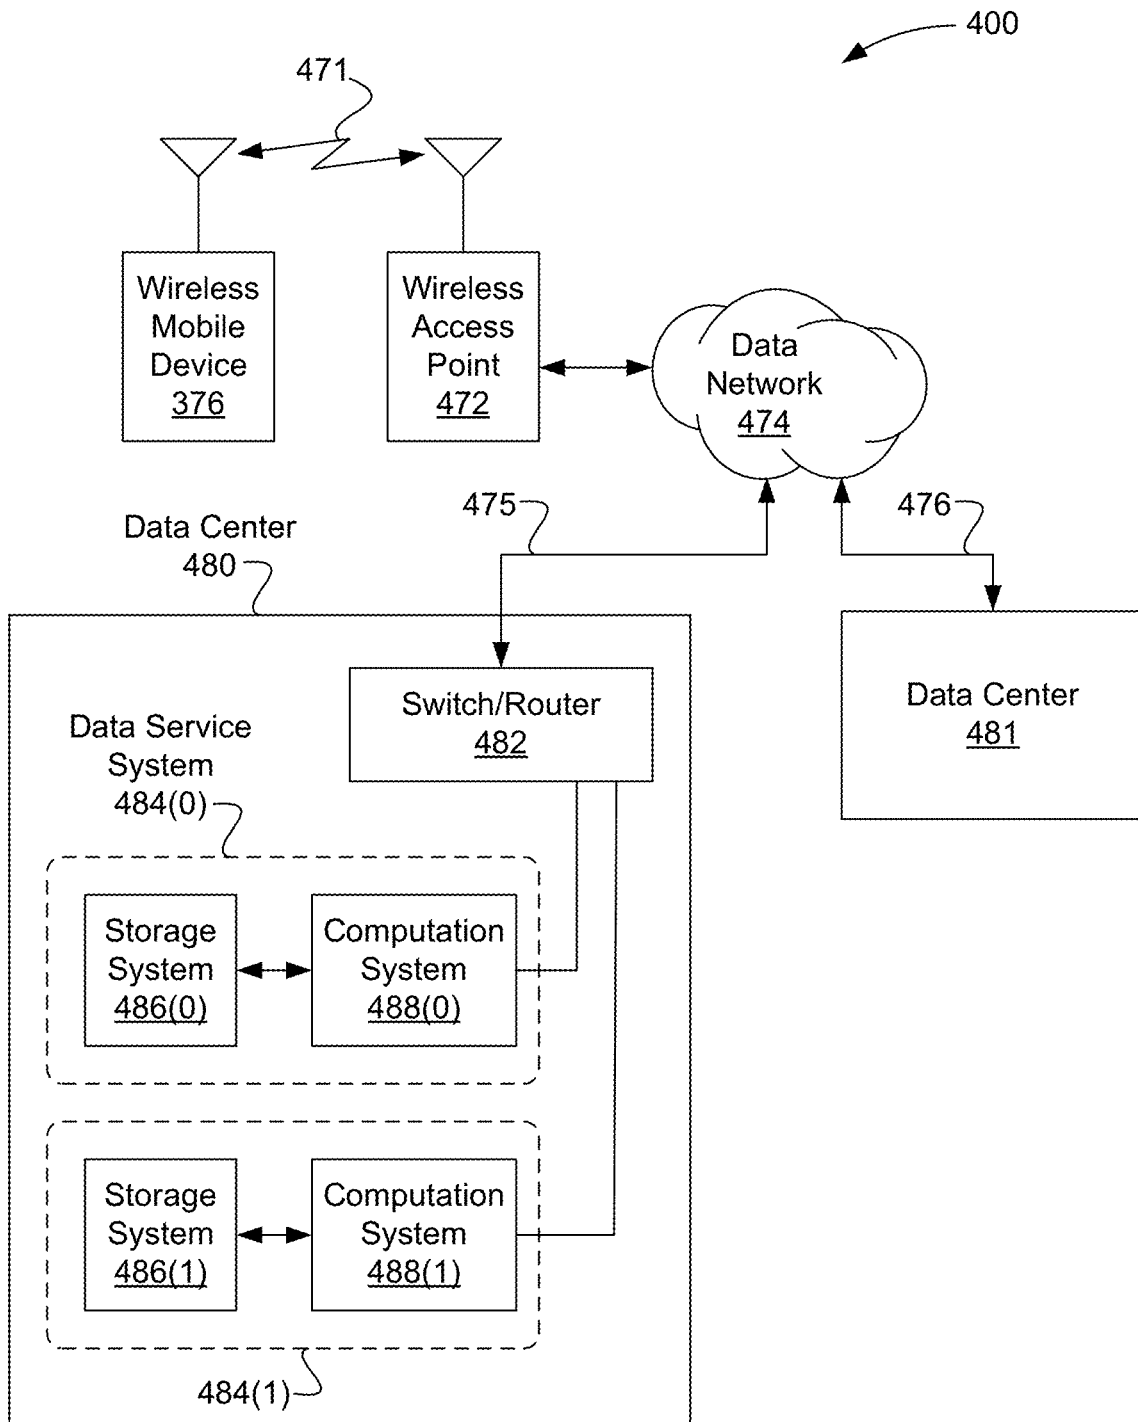 400
471
Wireless
Mobile
Device
376
Wireless
Access
Point
472
Data
Network
474
475
476
Data Center
480
Switch/Router
482
Data Center
481
Data Service
System
484(0)
Storage
System
486(0)
Computation
System
488(0)
Storage
System
486(1)
Computation
System
488(1)
484(1)